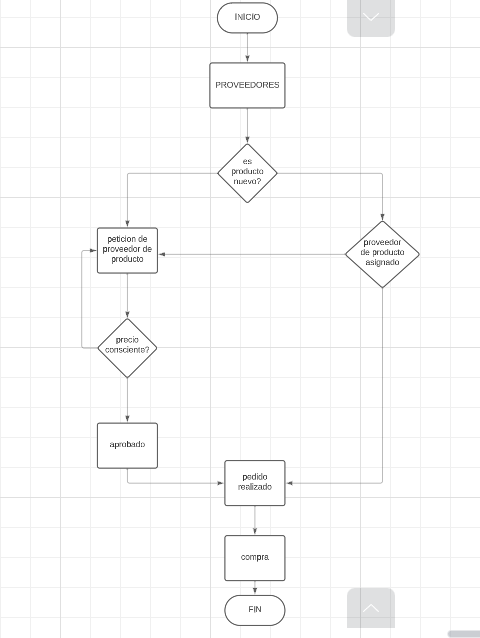 INICIO
PROVEEDORES
es
producto
nuevo?
peticion de
proveedor de
producto
proveedor
de producto
asignado
precio
consciente?
aprobado
pedido
realizado
compra
FIN